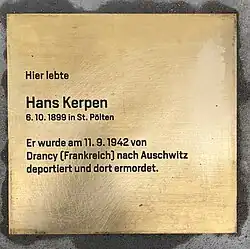 Hier lebte
Hans Kerpen
6. 10. 1899 in St. Pölten
Er wurde am 11. 9. 1942 von
Drancy (Frankreich) nach Auschwitz
deportiert und dort ermordet.